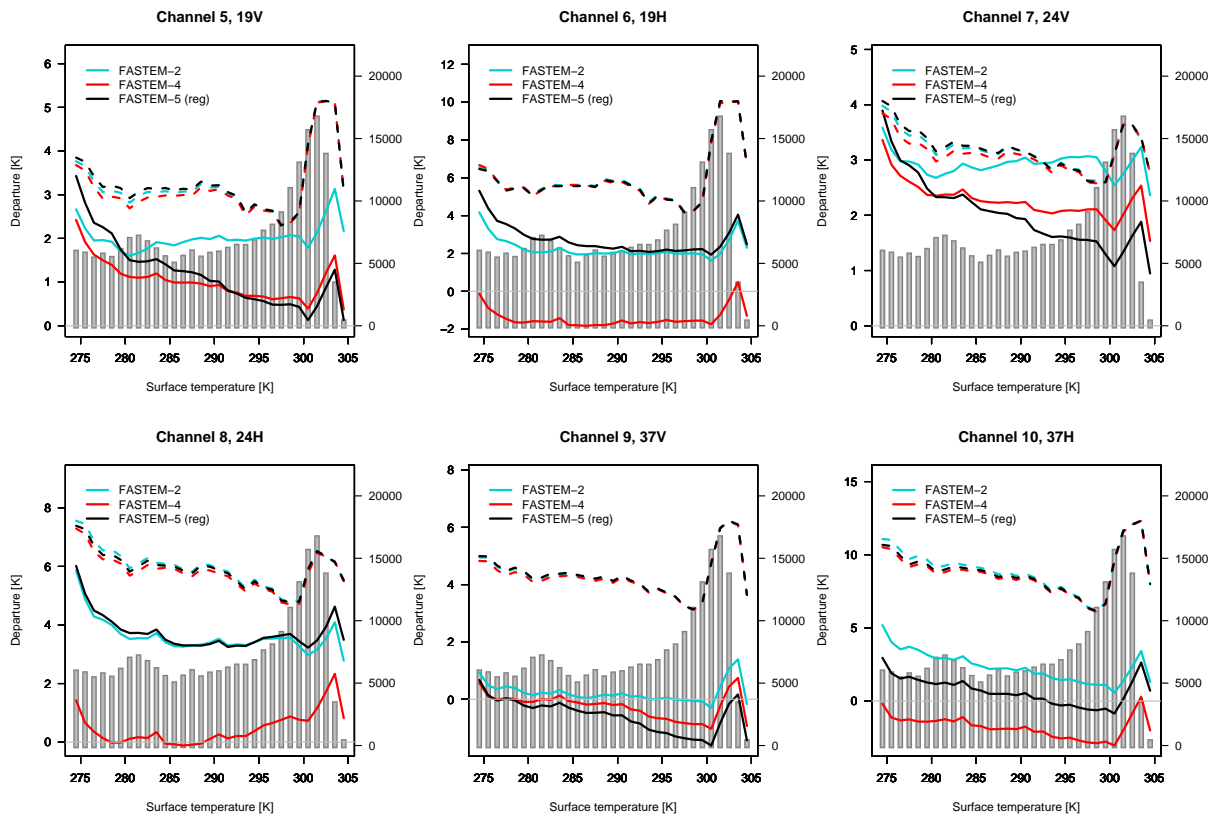 Channel 5, 19V
Channel 6, 19H
Channel 7, 24V
6
5
4
3
2
1
0
Departure [K]
FASTEM−2
FASTEM−4
FASTEM−5 (reg)
20000
15000
10000
5000
0
275 280 285 290 295 300 305
Surface temperature [K]
12
10
8
6
4
2
0
−2
Departure [K]
FASTEM−2
FASTEM−4
FASTEM−5 (reg)
20000
15000
10000
5000
0
275 280 285 290 295 300 305
Surface temperature [K]
5
4
3
2
1
0
Departure [K]
FASTEM−2
FASTEM−4
FASTEM−5 (reg)
20000
15000
10000
5000
0
275 280 285 290 295 300 305
Surface temperature [K]
Channel 8, 24H
Channel 9, 37V
Channel 10, 37H
8
6
4
2
0
Departure [K]
FASTEM−2
FASTEM−4
FASTEM−5 (reg)
20000
15000
10000
5000
0
275 280 285 290 295 300 305
Surface temperature [K]
8
6
4
2
0
Departure [K]
FASTEM−2
FASTEM−4
FASTEM−5 (reg)
20000
15000
10000
5000
0
275 280 285 290 295 300 305
Surface temperature [K]
15
10
5
0
Departure [K]
FASTEM−2
FASTEM−4
FASTEM−5 (reg)
20000
15000
10000
5000
0
275 280 285 290 295 300 305
Surface temperature [K]